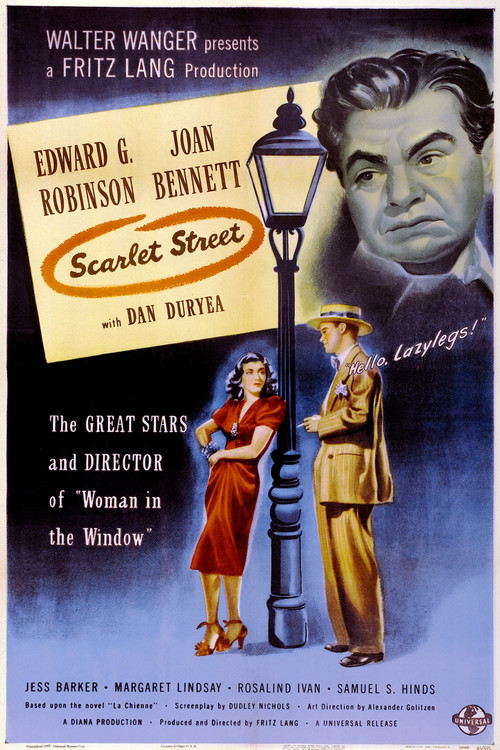 WALTER WANGER presents
a FRITZ LANG Production
EDWARD G. ROBINSON
JOAN BENNETT
Scarlet Street
with DAN DURYEA
"Hello, Lazylegs!"
The GREAT STARS
and DIRECTOR
of "Woman in
the Window"
JESS BARKER • MARGARET LINDSAY • ROSALIND IVAN • SAMUEL S. HINDS
Based upon the novel "La Chienne" • Screenplay by DUDLEY NICHOLS • Art Direction by Alexander Golitzen
A DIANA PRODUCTION • Produced and Directed by FRITZ LANG • A UNIVERSAL RELEASE
UNIVERSAL
Country of Origin U.S.A.